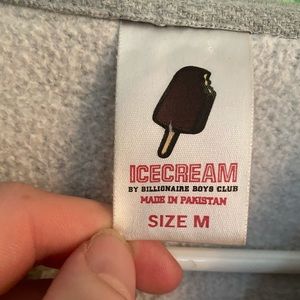 ICECREAM
BY BILLIONAIRE BOYS CLUB
MADE IN PAKISTAN
SIZE M